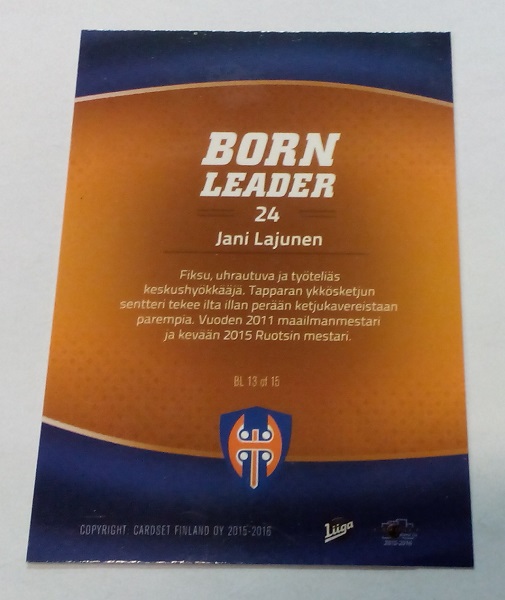 BORN
LEADER
24
Jani Lajunen
Fiksu, uhrautuva ja työteliäs
keskushyökkääjä. Tapparan ykkösketjun
sentteri tekee ilta illan perään ketjukavereistaan
parempia. Vuoden 2011 maailmanmestari
ja kevään 2015 Ruotsin mestari.
BL 13 of 15
COPYRIGHT: CARDSET FINLAND OY 2015-2016
Liiga
2015-2016